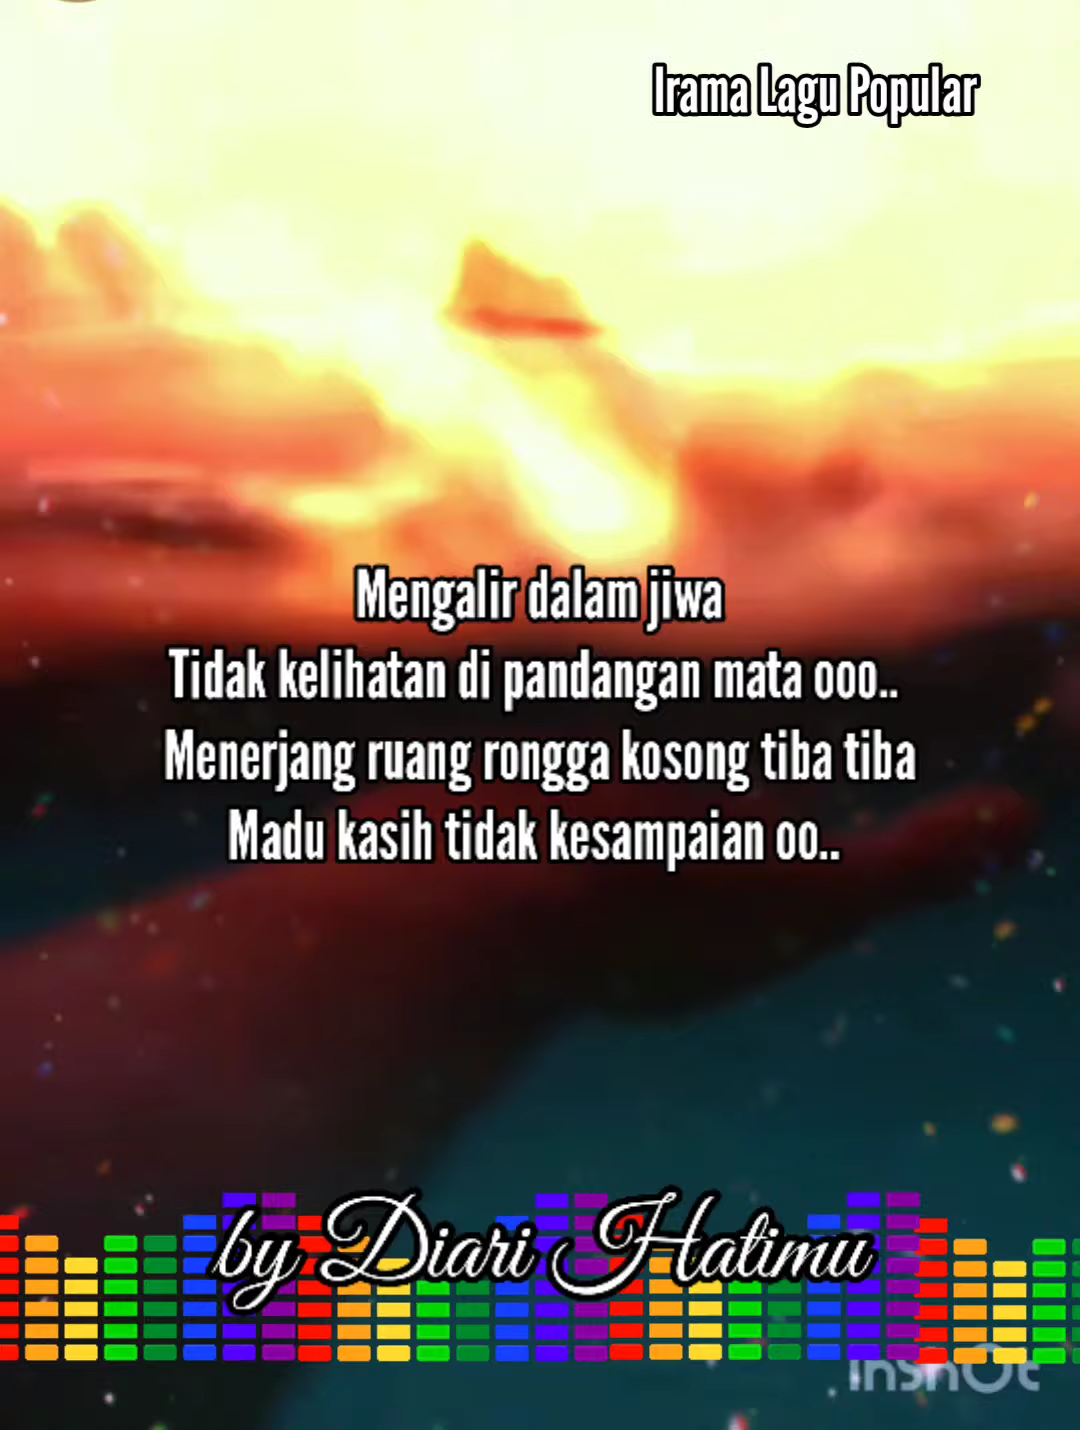 Irama Lagu Popular
Mengalir dalam jiwa
Tidak kelihatan di pandangan mata ooo..
Menerjang ruang rongga kosong tiba tiba
Madu kasih tidak kesampaian oo..
by Diari Hatimu
InShOt